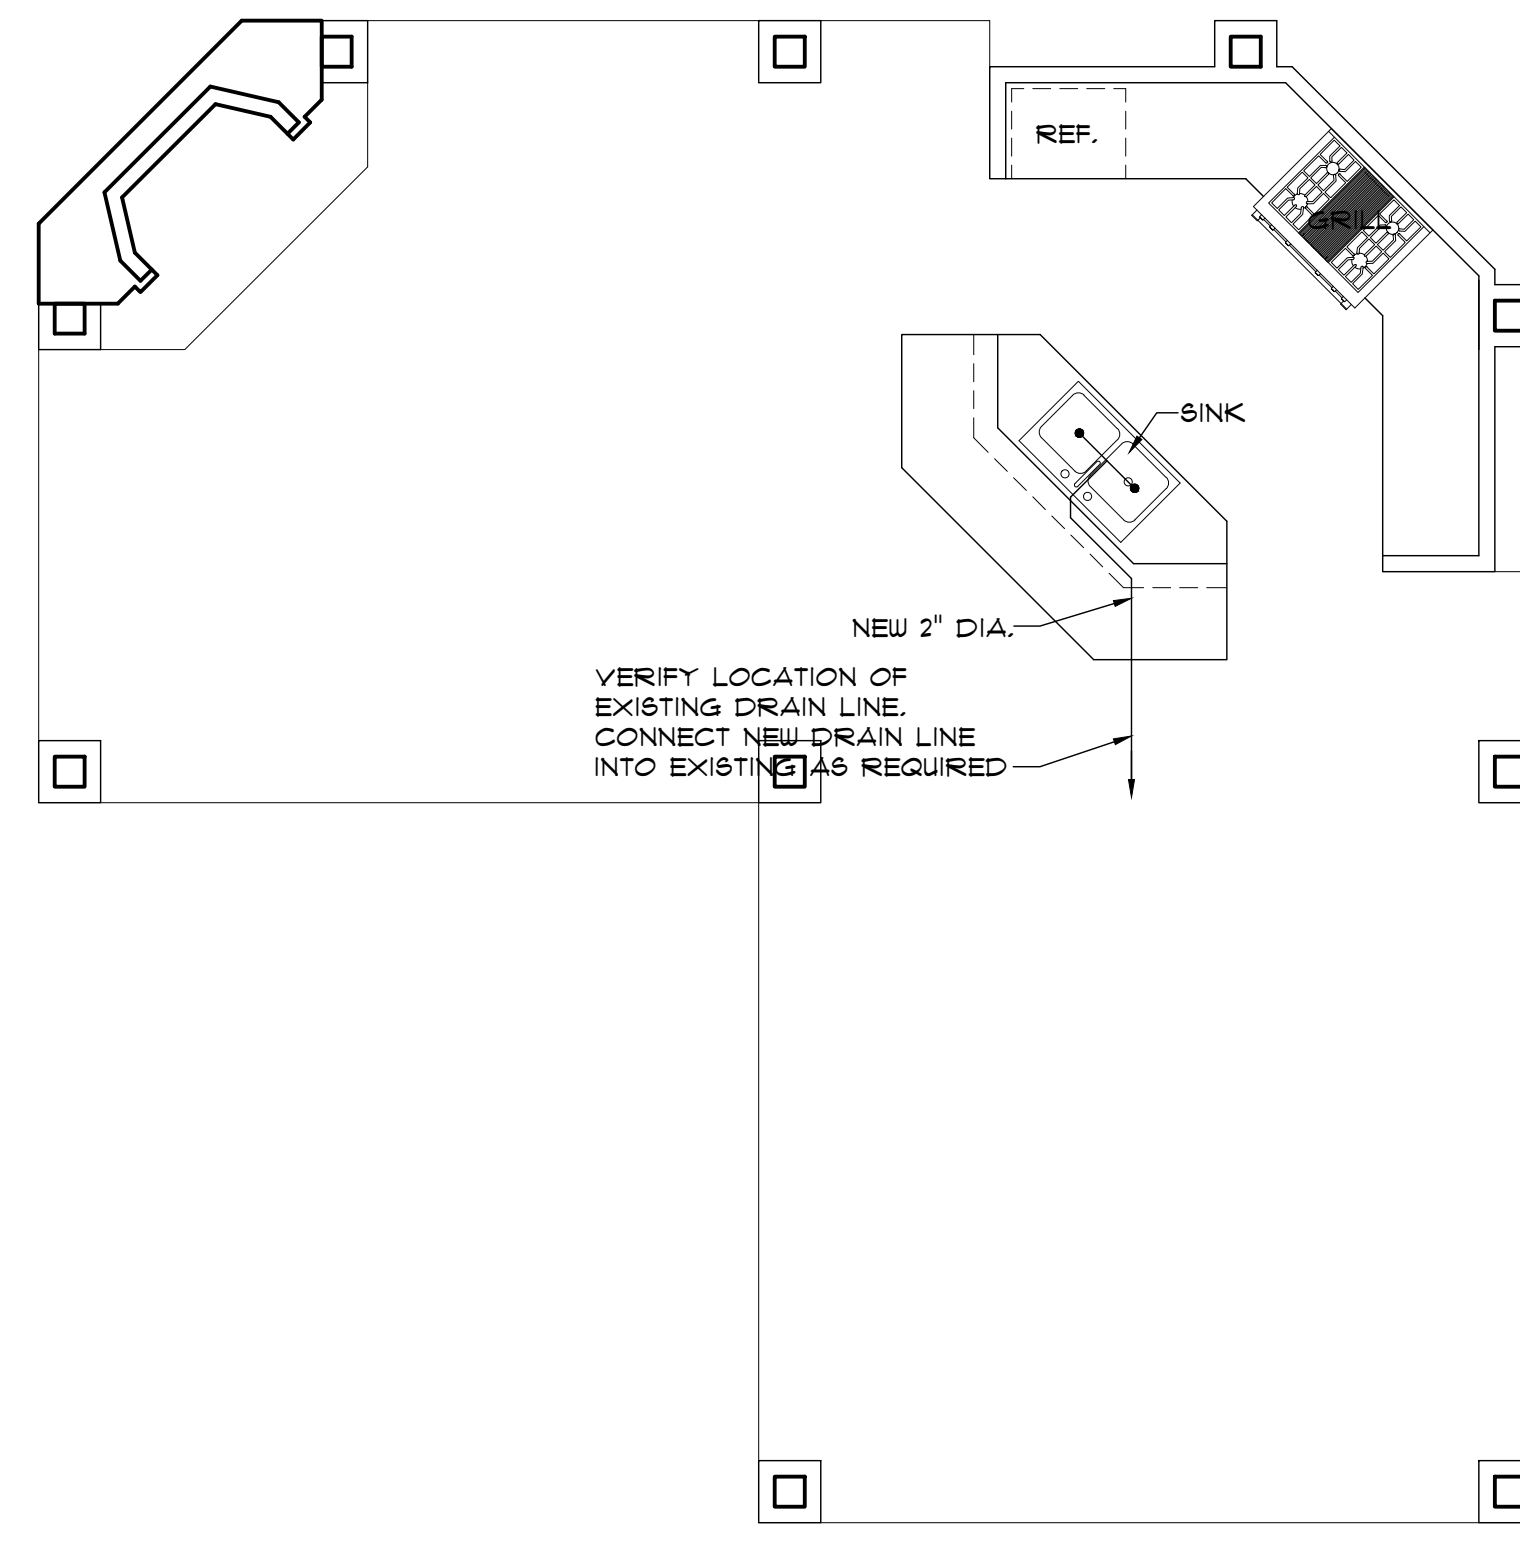 REF.
GRILL
SINK
NEW 2" DIA.
VERIFY LOCATION OF
EXISTING DRAIN LINE.
CONNECT NEW DRAIN LINE
INTO EXISTING AS REQUIRED